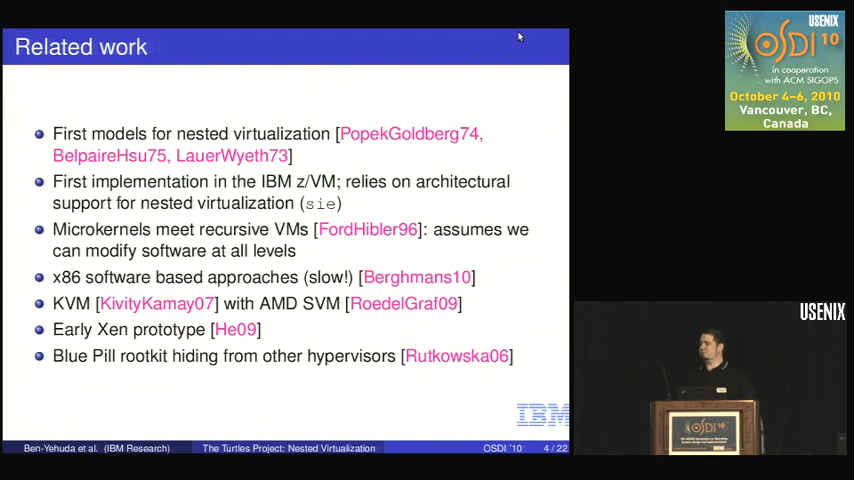 Related work
First models for nested virtualization [PopekGoldberg74,
BelpaireHsu75, LauerWyeth73]
First implementation in the IBM z/VM; relies on architectural
support for nested virtualization (sie)
Microkernels meet recursive VMs [FordHibler96]: assumes we
can modify software at all levels
x86 software based approaches (slow!) [Berghmans10]
KVM [KivityKamay07] with AMD SVM [RoedelGraf09]
Early Xen prototype [He09]
Blue Pill rootkit hiding from other hypervisors [Rutkowska06]
IBM
Ben-Yehuda et al. (IBM Research) The Turtles Project: Nested Virtualization OSDI '10 4 / 22
USENIX
OSDI 10
in cooperation
with ACM SIGOPS
October 4–6, 2010
Vancouver, BC,
Canada
USENIX
OSDI 10